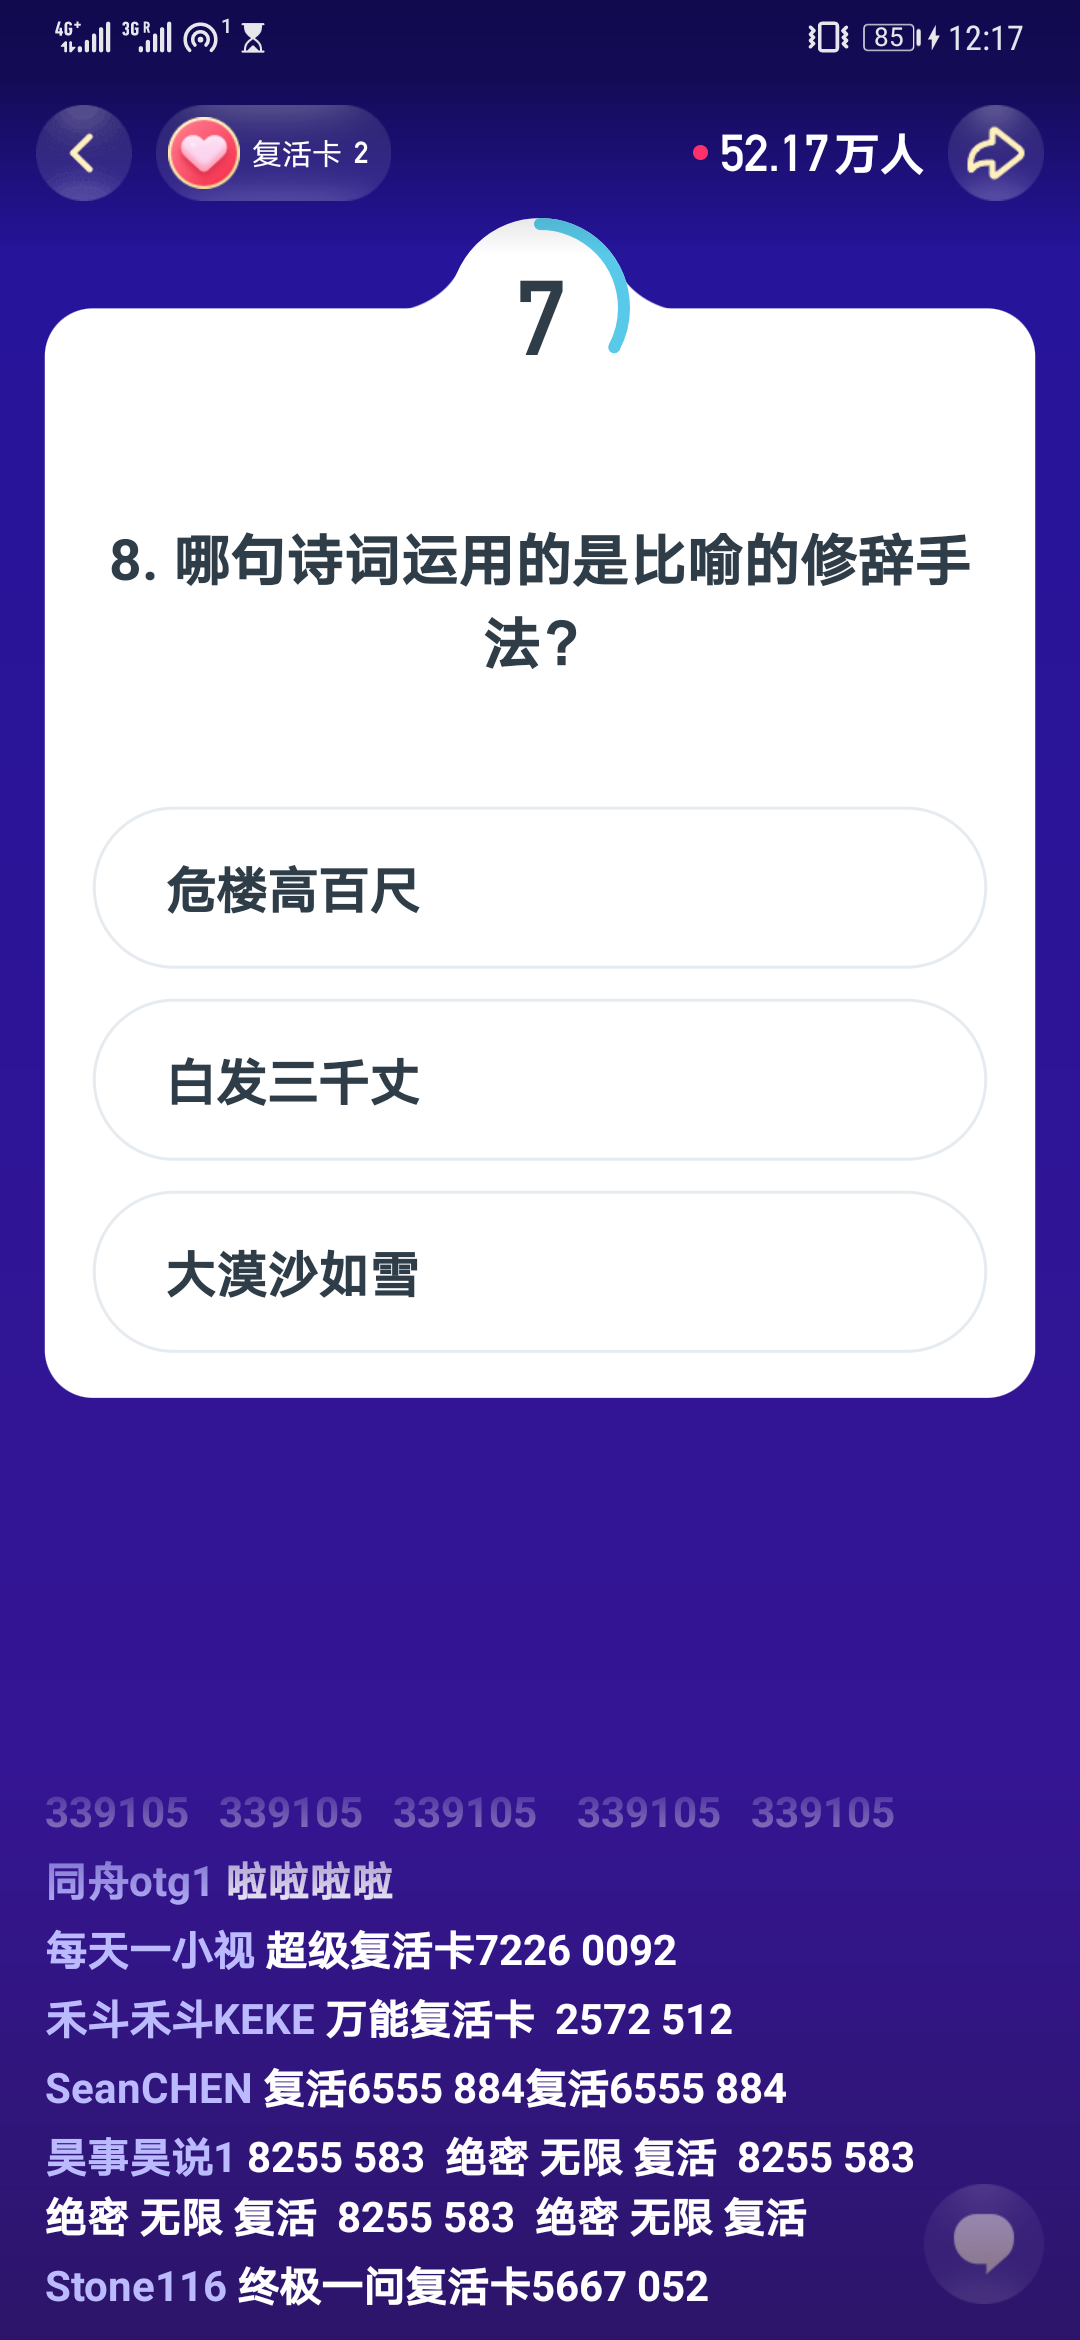 4G+ 3G R 1 85 12:17
复活卡 2 52.17万人
7
8. 哪句诗词运用的是比喻的修辞手
法？
危楼高百尺
白发三千丈
大漠沙如雪
339105 339105 339105 339105 339105
同舟otg1 啦啦啦啦
每天一小视 超级复活卡7226 0092
禾斗禾斗KEKE 万能复活卡 2572 512
SeanCHEN 复活6555 884复活6555 884
昊事昊说1 8255 583 绝密 无限 复活 8255 583
绝密 无限 复活 8255 583 绝密 无限 复活
Stone116 终极一问复活卡5667 052